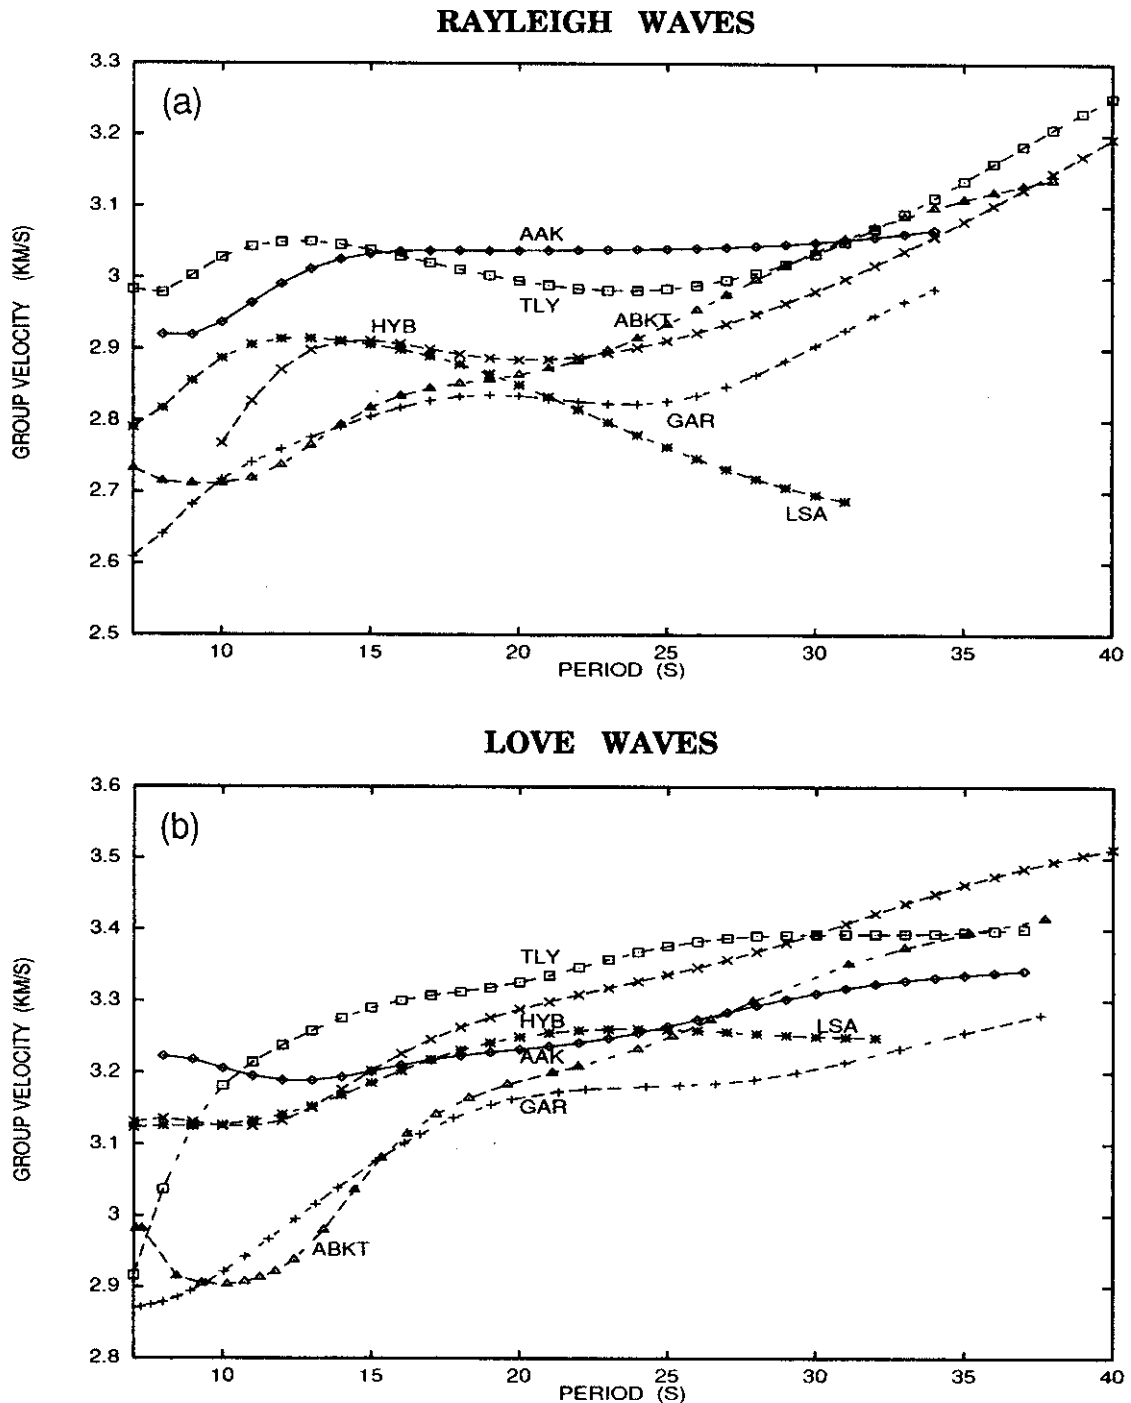 RAYLEIGH WAVES
(a)
GROUP VELOCITY (KM/S)
3.3
3.2
3.1
3
2.9
2.8
2.7
2.6
2.5
AAK
TLY
HYB
ABKT
GAR
LSA
10 15 20 25 30 35 40
PERIOD (S)
LOVE WAVES
(b)
GROUP VELOCITY (KM/S)
3.6
3.5
3.4
3.3
3.2
3.1
3
2.9
2.8
TLY
HYB
LSA
AAK
GAR
ABKT
10 15 20 25 30 35 40
PERIOD (S)